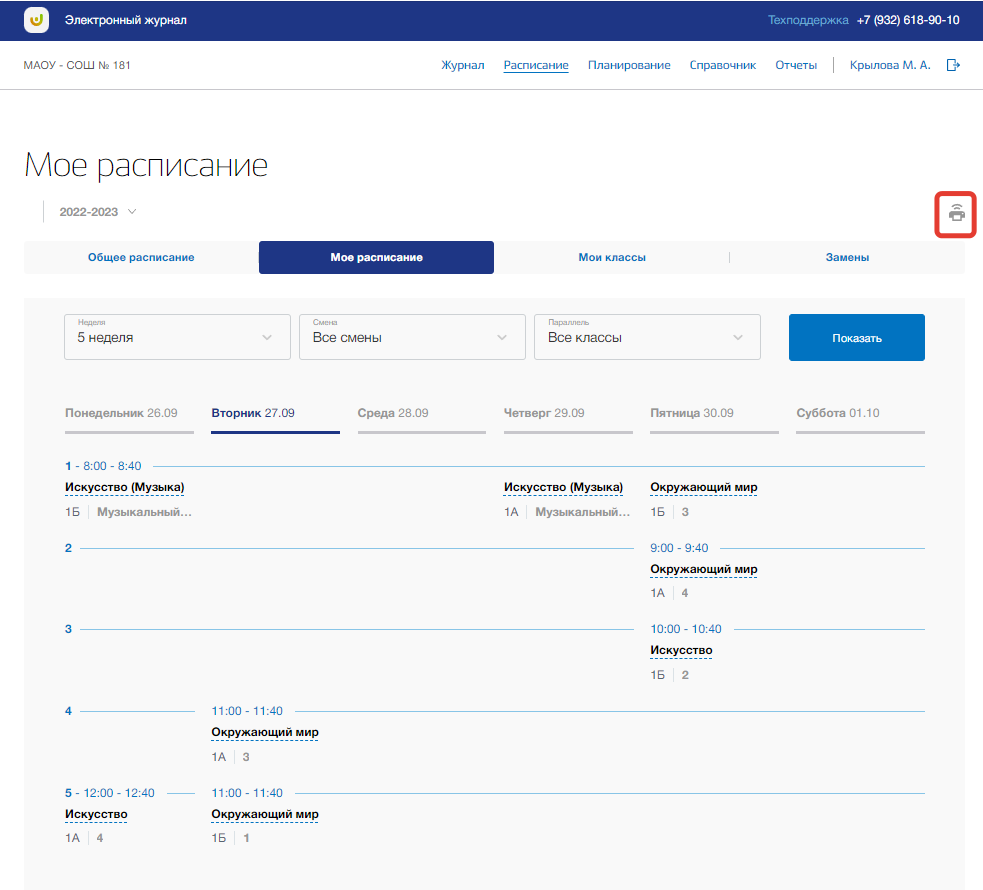 Электронный журнал
Техподдержка +7 (932) 618-90-10
МАОУ - СОШ № 181
Журнал Расписание Планирование Справочник Отчеты Крылова М. А.
Мое расписание
2022-2023
Общее расписание Мое расписание Мои классы Замены
Неделя Смена Параллель
5 неделя Все смены Все классы Показать
Понедельник 26.09 Вторник 27.09 Среда 28.09 Четверг 29.09 Пятница 30.09 Суббота 01.10
1 - 8:00 - 8:40
Искусство (Музыка) Искусство (Музыка) Окружающий мир
1Б Музыкальный... 1А Музыкальный... 1Б 3
2 9:00 - 9:40
Окружающий мир
1А 4
3 10:00 - 10:40
Искусство
1Б 2
4 11:00 - 11:40
Окружающий мир
1А 3
5 - 12:00 - 12:40 11:00 - 11:40
Искусство Окружающий мир
1А 4 1Б 1